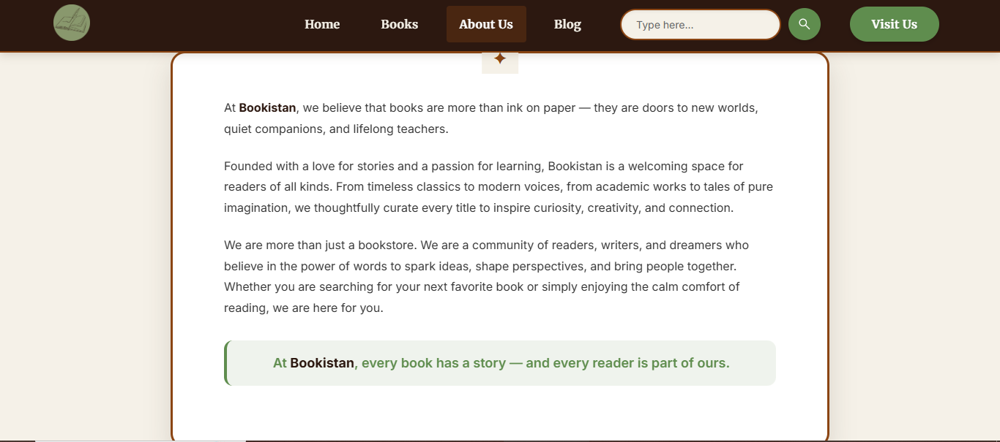 Home Books About Us Blog Type here... Visit Us
At Bookistan, we believe that books are more than ink on paper — they are doors to new worlds,
quiet companions, and lifelong teachers.
Founded with a love for stories and a passion for learning, Bookistan is a welcoming space for
readers of all kinds. From timeless classics to modern voices, from academic works to tales of pure
imagination, we thoughtfully curate every title to inspire curiosity, creativity, and connection.
We are more than just a bookstore. We are a community of readers, writers, and dreamers who
believe in the power of words to spark ideas, shape perspectives, and bring people together.
Whether you are searching for your next favorite book or simply enjoying the calm comfort of
reading, we are here for you.
At Bookistan, every book has a story — and every reader is part of ours.